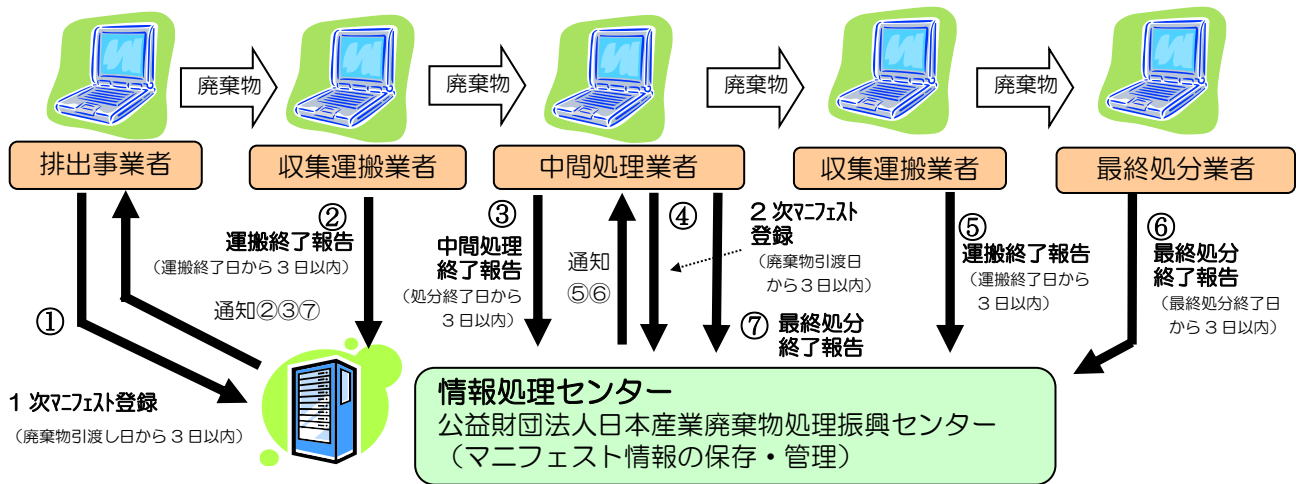 廃棄物
廃棄物
廃棄物
廃棄物
排出事業者
収集運搬業者
中間処理業者
収集運搬業者
最終処分業者
①
1次マニフェスト登録
（廃棄物引渡し日から3日以内）
②
運搬終了報告
（運搬終了日から3日以内）
通知②③⑦
③
中間処理
終了報告
（処分終了日から
3日以内）
通知
⑤⑥
④
2次マニフェスト
登録
（廃棄物引渡日
から3日以内）
⑦ 最終処分
終了報告
⑤
運搬終了報告
（運搬終了日から
3日以内）
⑥
最終処分
終了報告
（最終処分終了日
から3日以内）
情報処理センター
公益財団法人日本産業廃棄物処理振興センター
（マニフェスト情報の保存・管理）